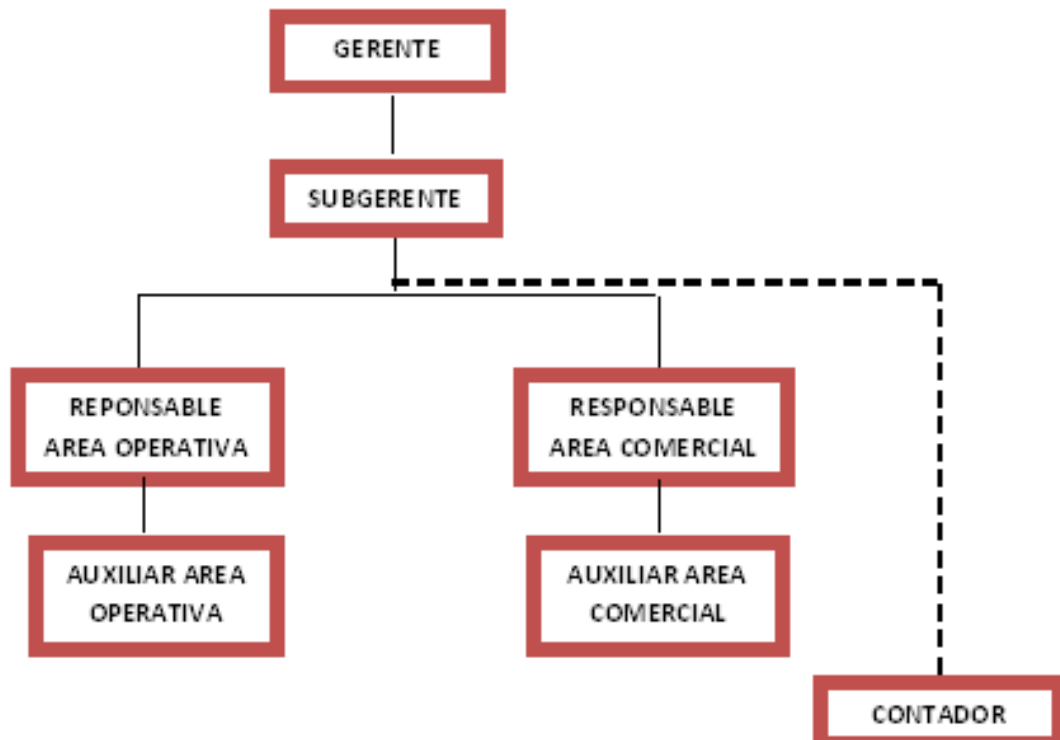 GERENTE
SUBGERENTE
REPONSABLE
AREA OPERATIVA
RESPONSABLE
AREA COMERCIAL
AUXILIAR AREA
OPERATIVA
AUXILIAR AREA
COMERCIAL
CONTADOR